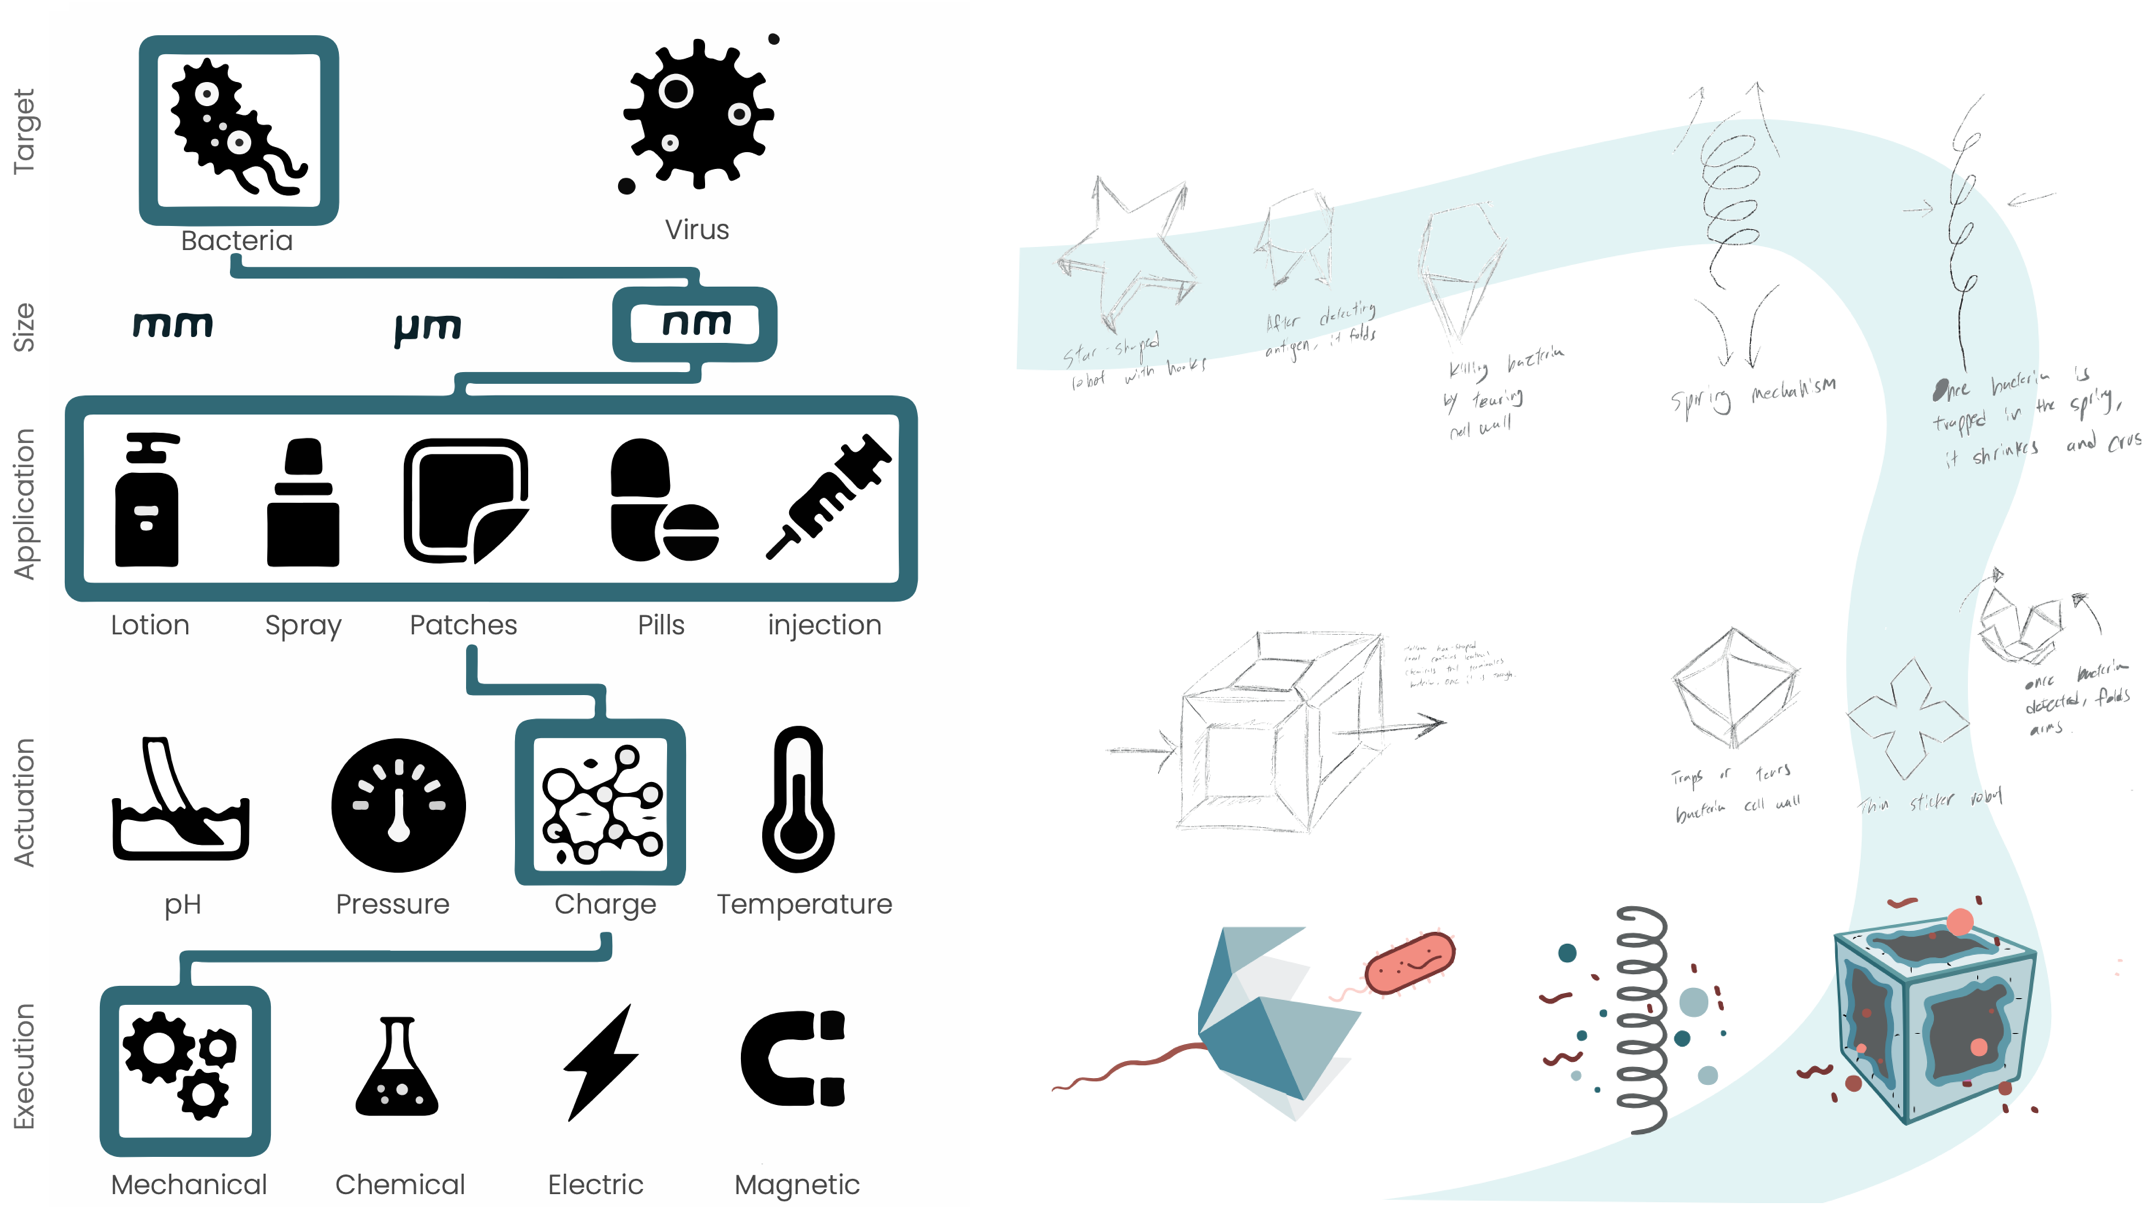 Target
Bacteria
Virus
Size
mm
µm
nm
Application
Lotion
Spray
Patches
Pills
injection
Actuation
pH
Pressure
Charge
Temperature
Execution
Mechanical
Chemical
Electric
Magnetic
Star-shaped
robot with hooks
After detecting
antigen, it folds
Killing bacteria
by tearing
cell wall
Spring mechanism
Once bacteria is
trapped in the spring,
it shrinkes and crus
once bacteria
detected, folds
arms.
Traps or tears
bacteria cell wall
Thin sticker robot